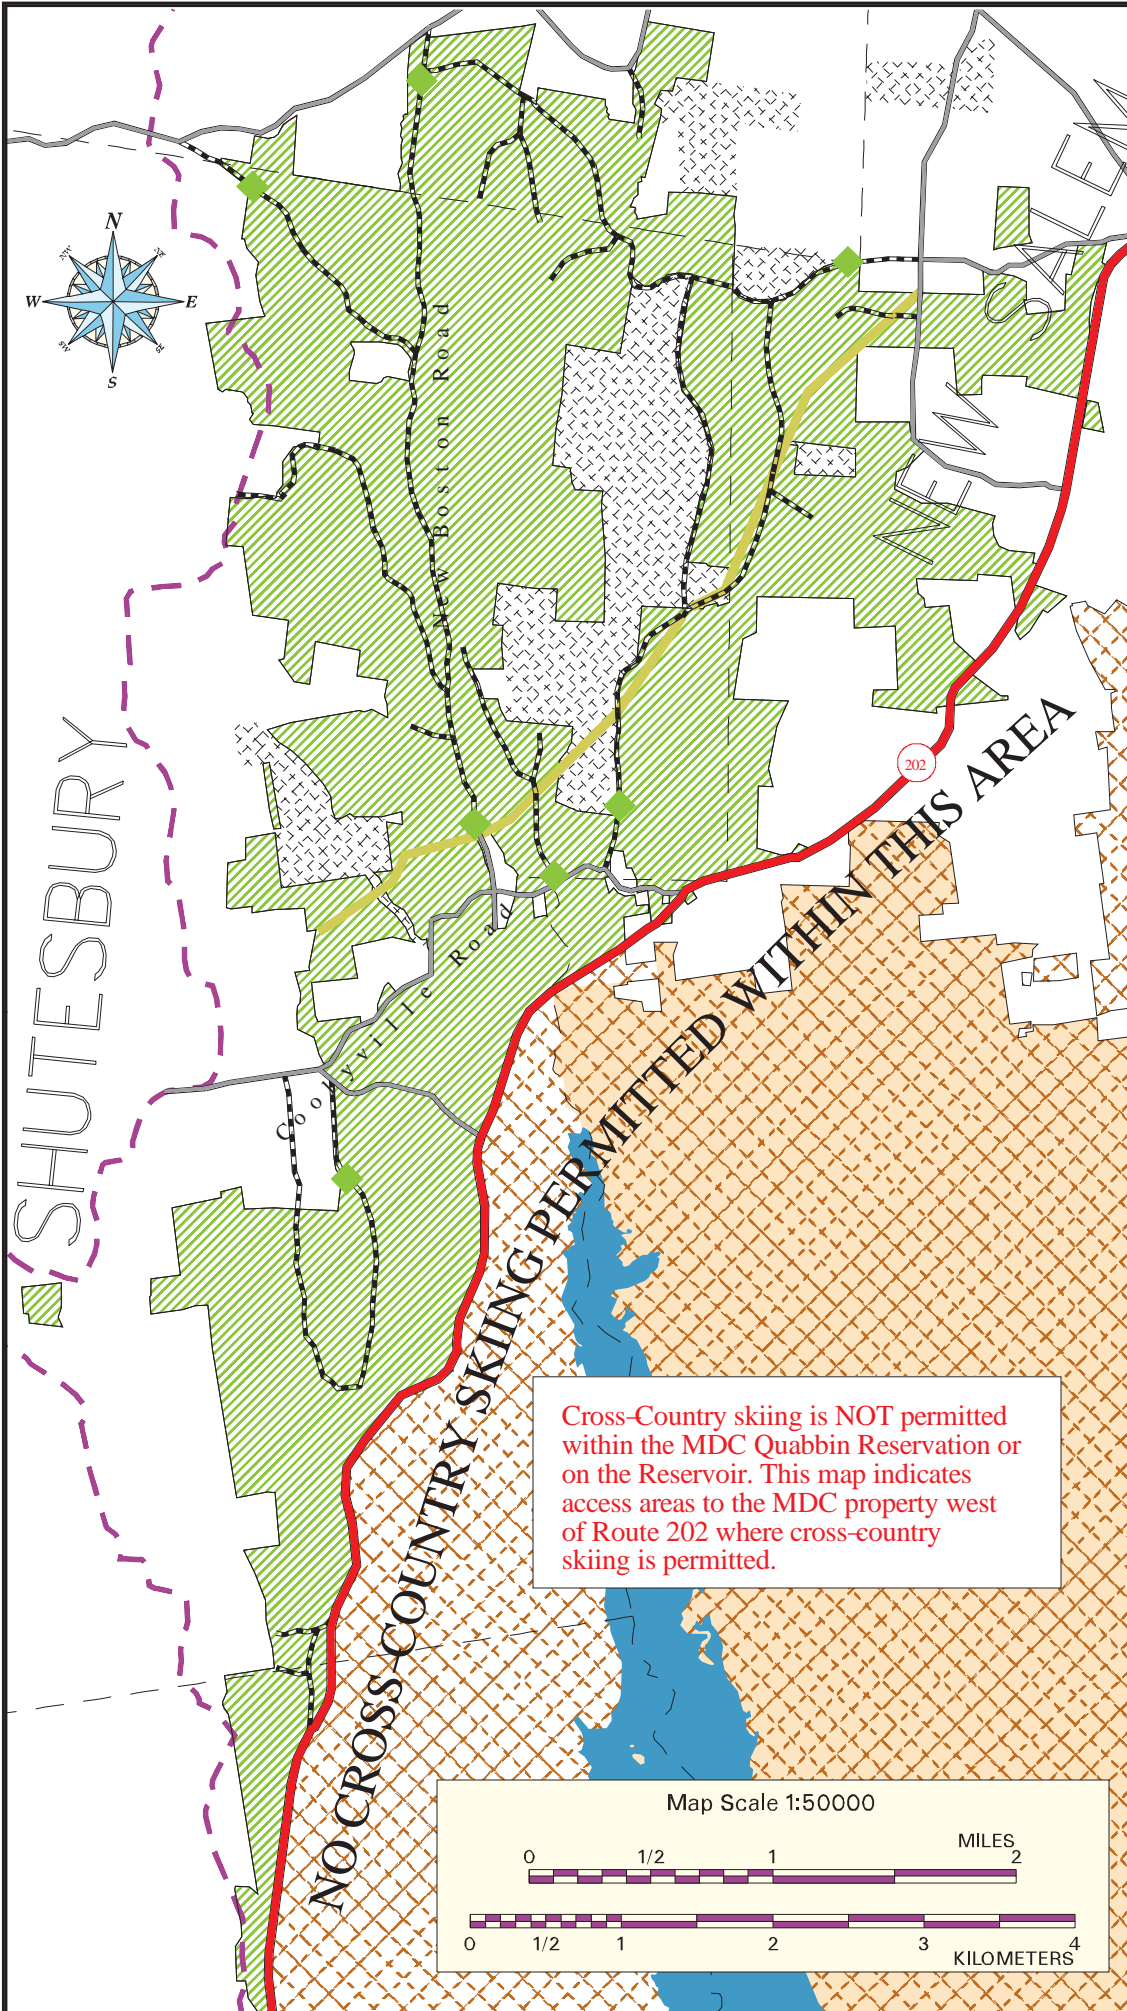 N
NW
NE
W
E
SW
SE
S
New Boston Road
NEW SALEM
SHUTESBURY
202
Cooleyville Road
NO CROSS-COUNTRY SKIING PERMITTED WITHIN THIS AREA
Cross-Country skiing is NOT permitted
within the MDC Quabbin Reservation or
on the Reservoir. This map indicates
access areas to the MDC property west
of Route 202 where cross-country
skiing is permitted.
Map Scale 1:50000
MILES
0 1/2 1 2
0 1/2 1 2 3 4
KILOMETERS